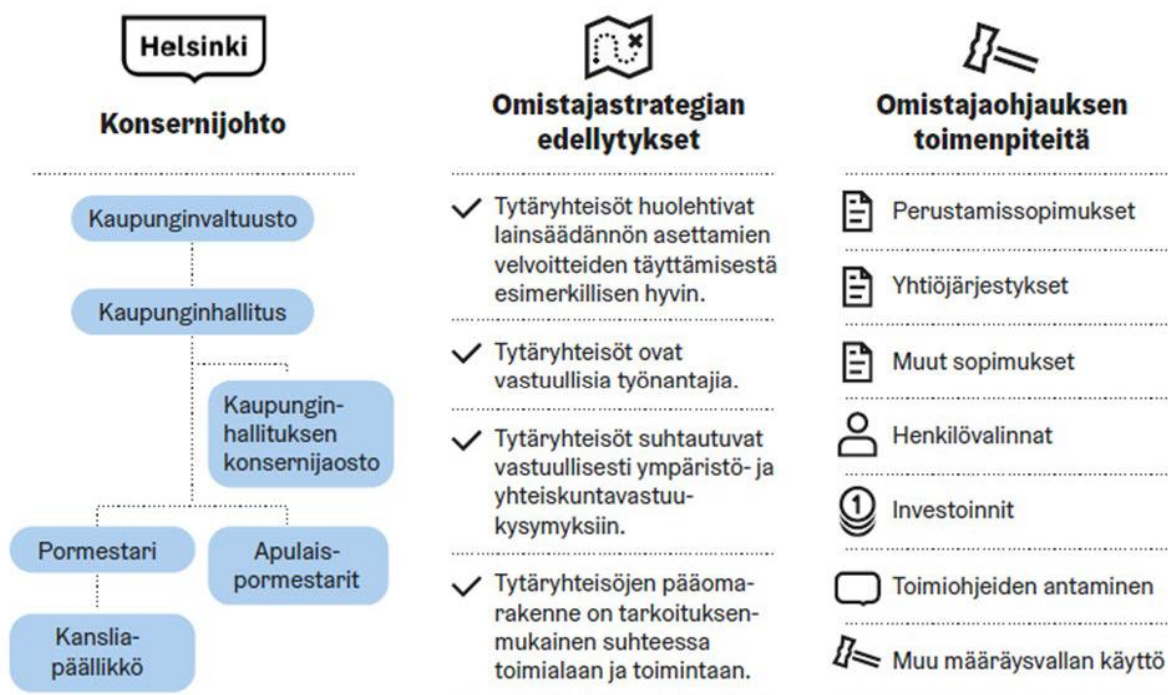 Helsinki
Konsernijohto
Kaupunginvaltuusto
Kaupunginhallitus
Kaupungin-
hallituksen
konsernijaosto
Pormestari
Apulais-
pormestarit
Kanslia-
päällikkö
Omistajastrategian
edellytykset
Tytäryhteisöt huolehtivat
lainsäädännön asettamien
velvoitteiden täyttämisestä
esimerkillisen hyvin.
Tytäryhteisöt ovat
vastuullisia työnantajia.
Tytäryhteisöt suhtautuvat
vastuullisesti ympäristö- ja
yhteiskuntavastuu-
kysymyksiin.
Tytäryhteisöjen pääoma-
rakenne on tarkoituksen-
mukainen suhteessa
toimialaan ja toimintaan.
Omistajaohjauksen
toimenpiteitä
Perustamissopimukset
Yhtiöjärjestykset
Muut sopimukset
Henkilövalinnat
1
Investoinnit
Toimiohjeiden antaminen
Muu määräysvallan käyttö